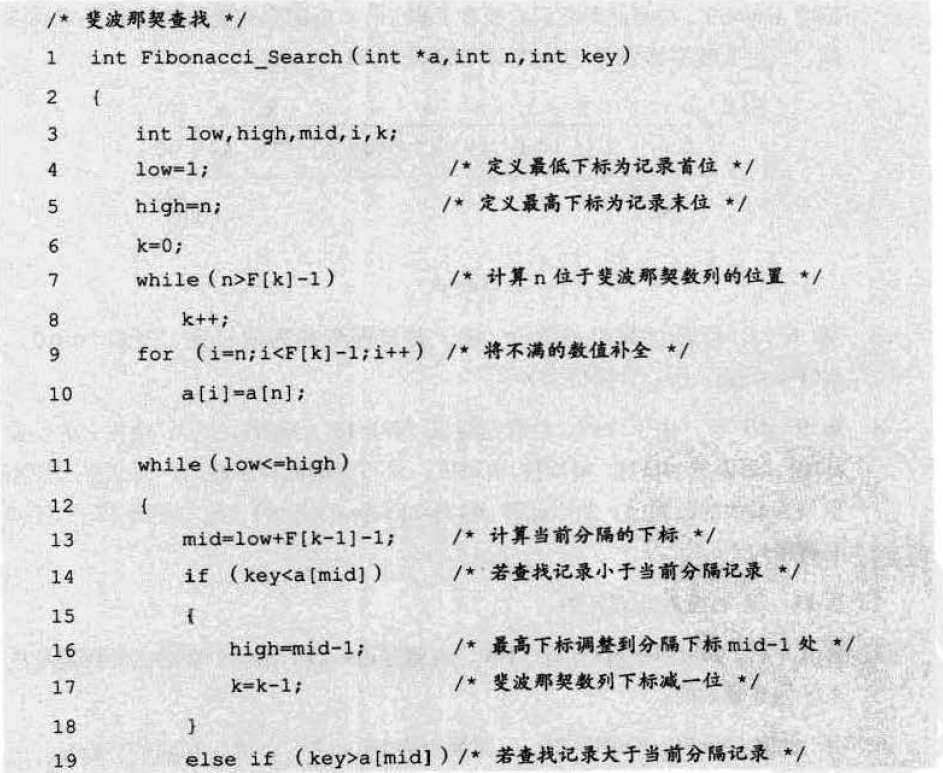 /* 斐波那契查找 */
1 int Fibonacci_Search(int *a,int n,int key)
2 {
3 int low,high,mid,i,k;
4 low=1; /* 定义最低下标为记录首位 */
5 high=n; /* 定义最高下标为记录末位 */
6 k=0;
7 while(n>F[k]-1) /* 计算n位于斐波那契数列的位置 */
8 k++;
9 for (i=n;i<F[k]-1;i++) /* 将不满的数值补全 */
10 a[i]=a[n];
11 while(low<=high)
12 {
13 mid=low+F[k-1]-1; /* 计算当前分隔的下标 */
14 if (key<a[mid]) /* 若查找记录小于当前分隔记录 */
15 {
16 high=mid-1; /* 最高下标调整到分隔下标mid-1处 */
17 k=k-1; /* 斐波那契数列下标减一位 */
18 }
19 else if (key>a[mid])/* 若查找记录大于当前分隔记录 */